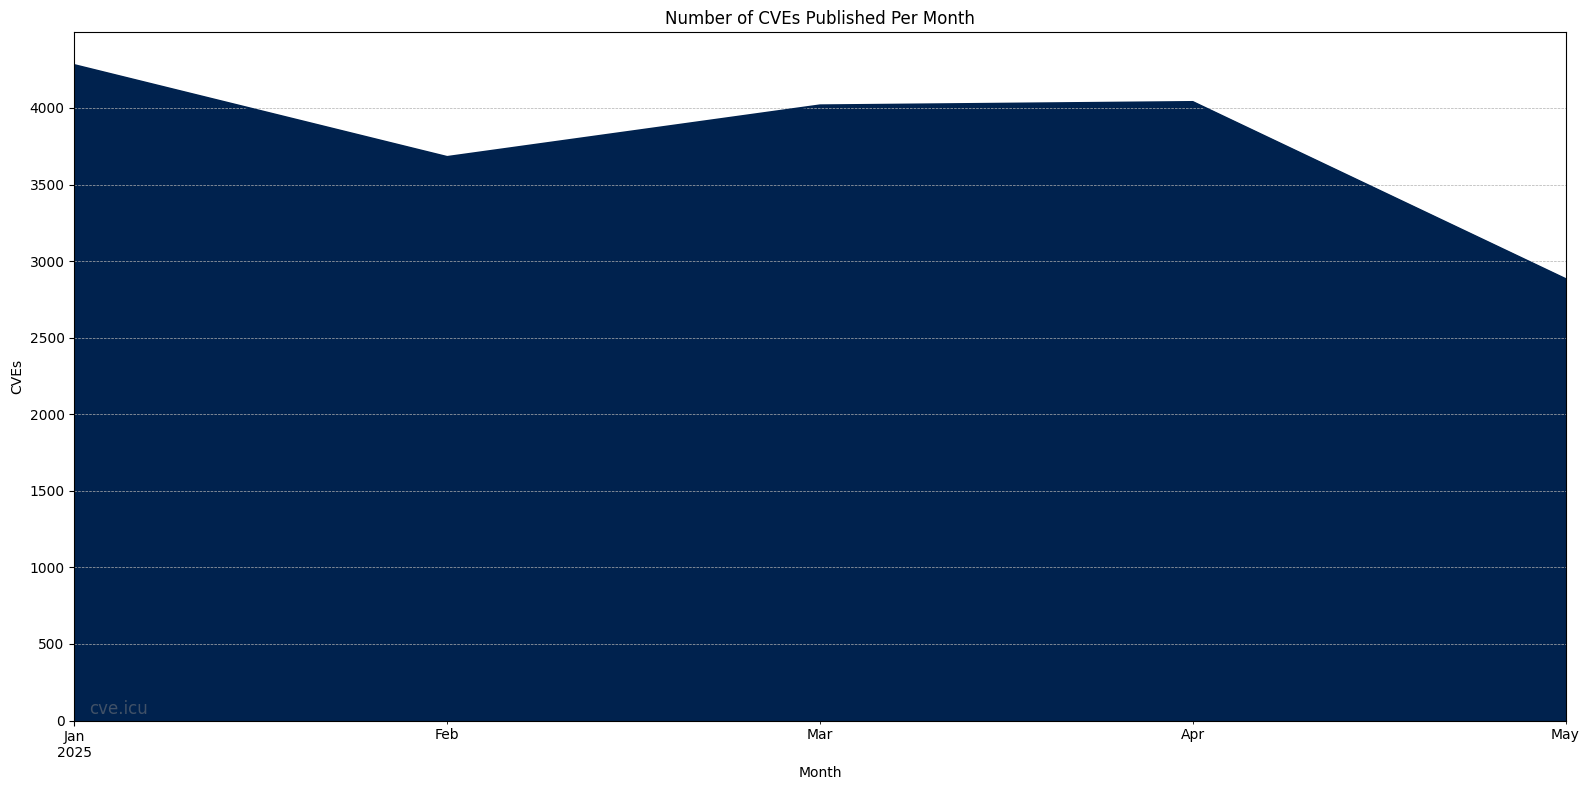 Number of CVEs Published Per Month
CVEs
4000
3500
3000
2500
2000
1500
1000
500
0
cve.icu
Jan
2025
Feb
Mar
Apr
May
Month